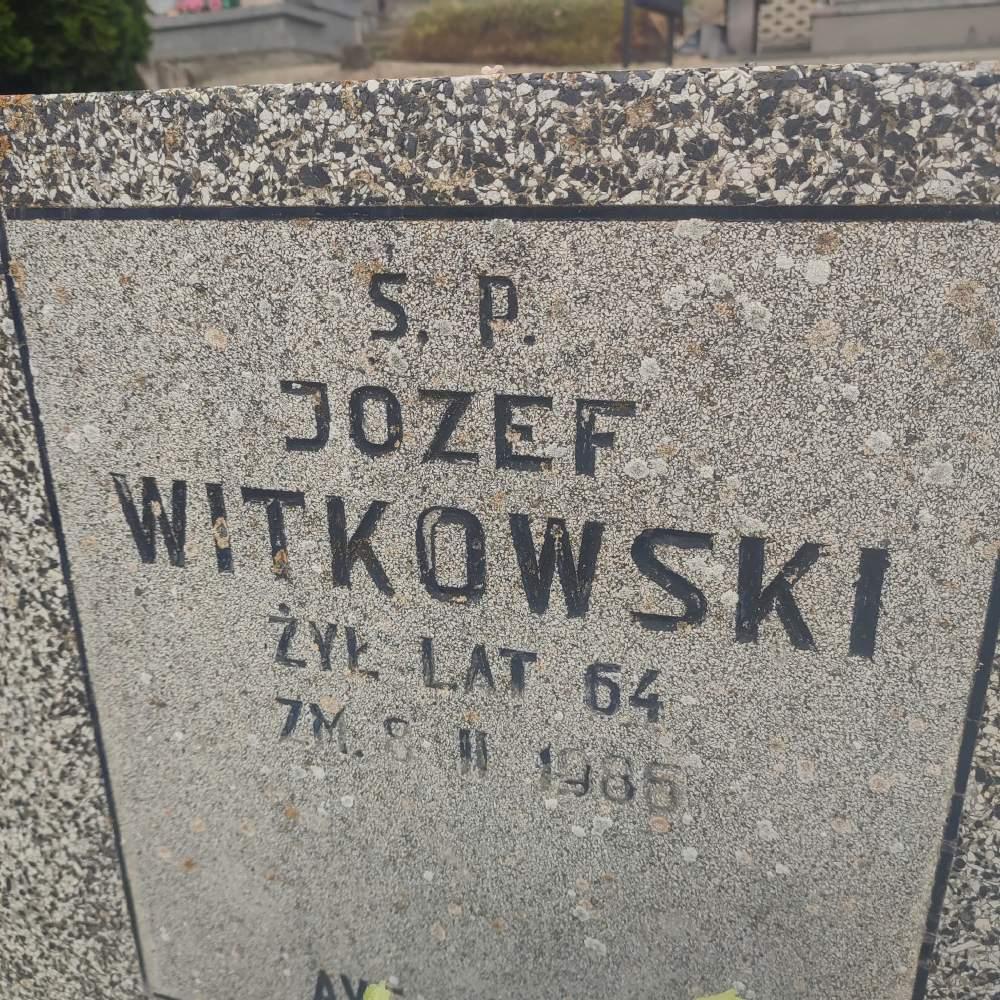 S. P.
JOZEF
WITKOWSKI
ŻYŁ LAT 64
ZM. 8 II 1985